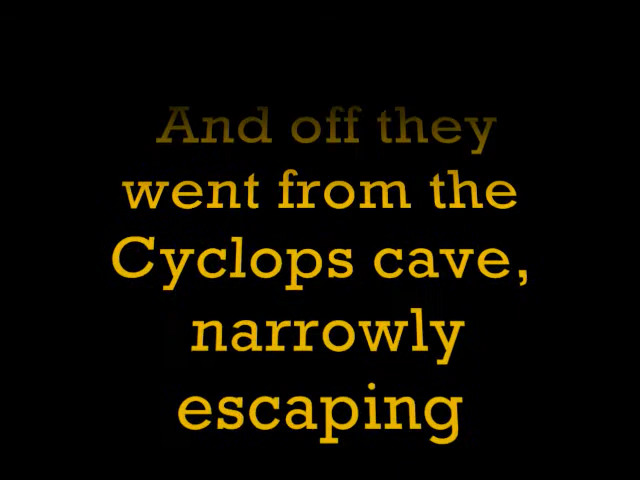 And off they
went from the
Cyclops cave,
narrowly
escaping